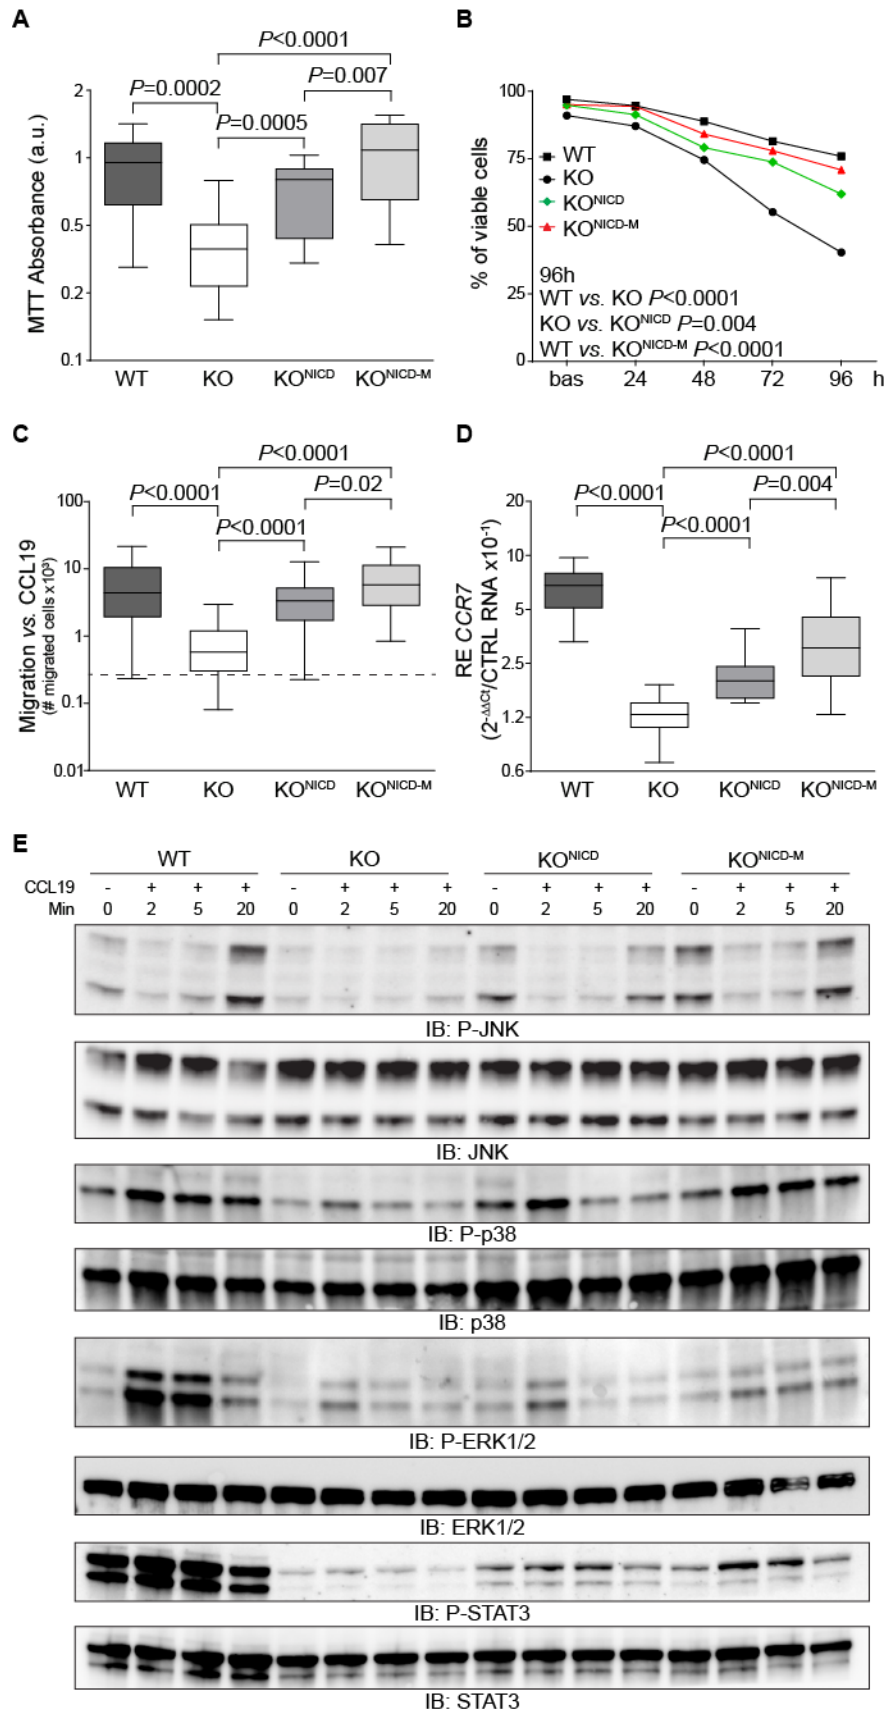 A
P<0.0001
P=0.0002
P=0.007
P=0.0005
MTT Absorbance (a.u.)
2
1
0.5
0.2
0.1
WT KO KO^NICD KO^NICD-M
B
% of viable cells
100
75
50
25
0
WT
KO
KO^NICD
KO^NICD-M
96h
WT vs. KO P<0.0001
KO vs. KO^NICD P=0.004
WT vs. KO^NICD-M P<0.0001
bas 24 48 72 96 h
C
P<0.0001
P<0.0001
P=0.02
P<0.0001
Migration vs. CCL19
(# migrated cells x10³)
100
10
1
0.1
0.01
WT KO KO^NICD KO^NICD-M
D
P<0.0001
P<0.0001
P=0.004
P<0.0001
RE CCR7
(2^-ΔΔCt/CTRL RNA x10⁻¹)
20
10
5
2.5
1.2
0.6
WT KO KO^NICD KO^NICD-M
E
WT KO KO^NICD KO^NICD-M
CCL19 - + + + - + + + - + + + - + + +
Min 0 2 5 20 0 2 5 20 0 2 5 20 0 2 5 20
IB: P-JNK
IB: JNK
IB: P-p38
IB: p38
IB: P-ERK1/2
IB: ERK1/2
IB: P-STAT3
IB: STAT3